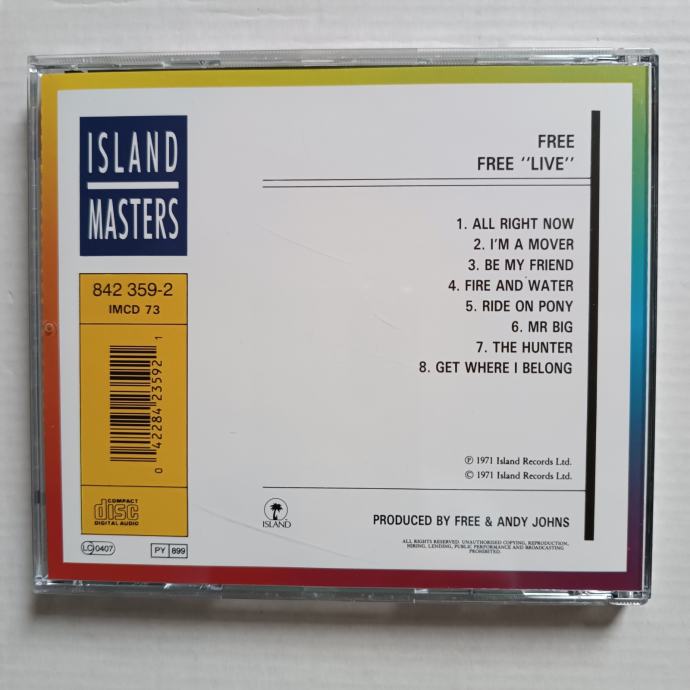 ISLAND
MASTERS
842 359-2
IMCD 73
0 42284 23592 1
COMPACT
disc
DIGITAL AUDIO
LC 0407
PY 899
FREE
FREE "LIVE"
1. ALL RIGHT NOW
2. I'M A MOVER
3. BE MY FRIEND
4. FIRE AND WATER
5. RIDE ON PONY
6. MR BIG
7. THE HUNTER
8. GET WHERE I BELONG
℗ 1971 Island Records Ltd.
© 1971 Island Records Ltd.
ISLAND
PRODUCED BY FREE & ANDY JOHNS
ALL RIGHTS RESERVED. UNAUTHORISED COPYING, REPRODUCTION,
HIRING, LENDING, PUBLIC PERFORMANCE AND BROADCASTING
PROHIBITED.